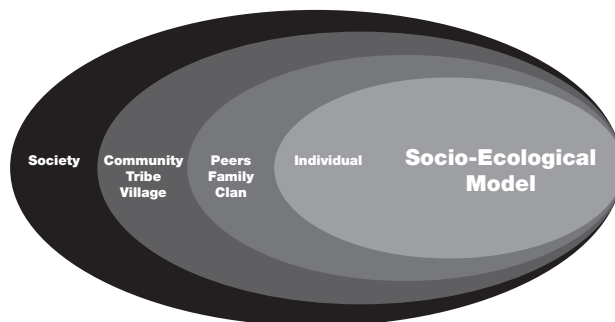 Society
Community
Tribe
Village
Peers
Family
Clan
Individual
Socio-Ecological
Model